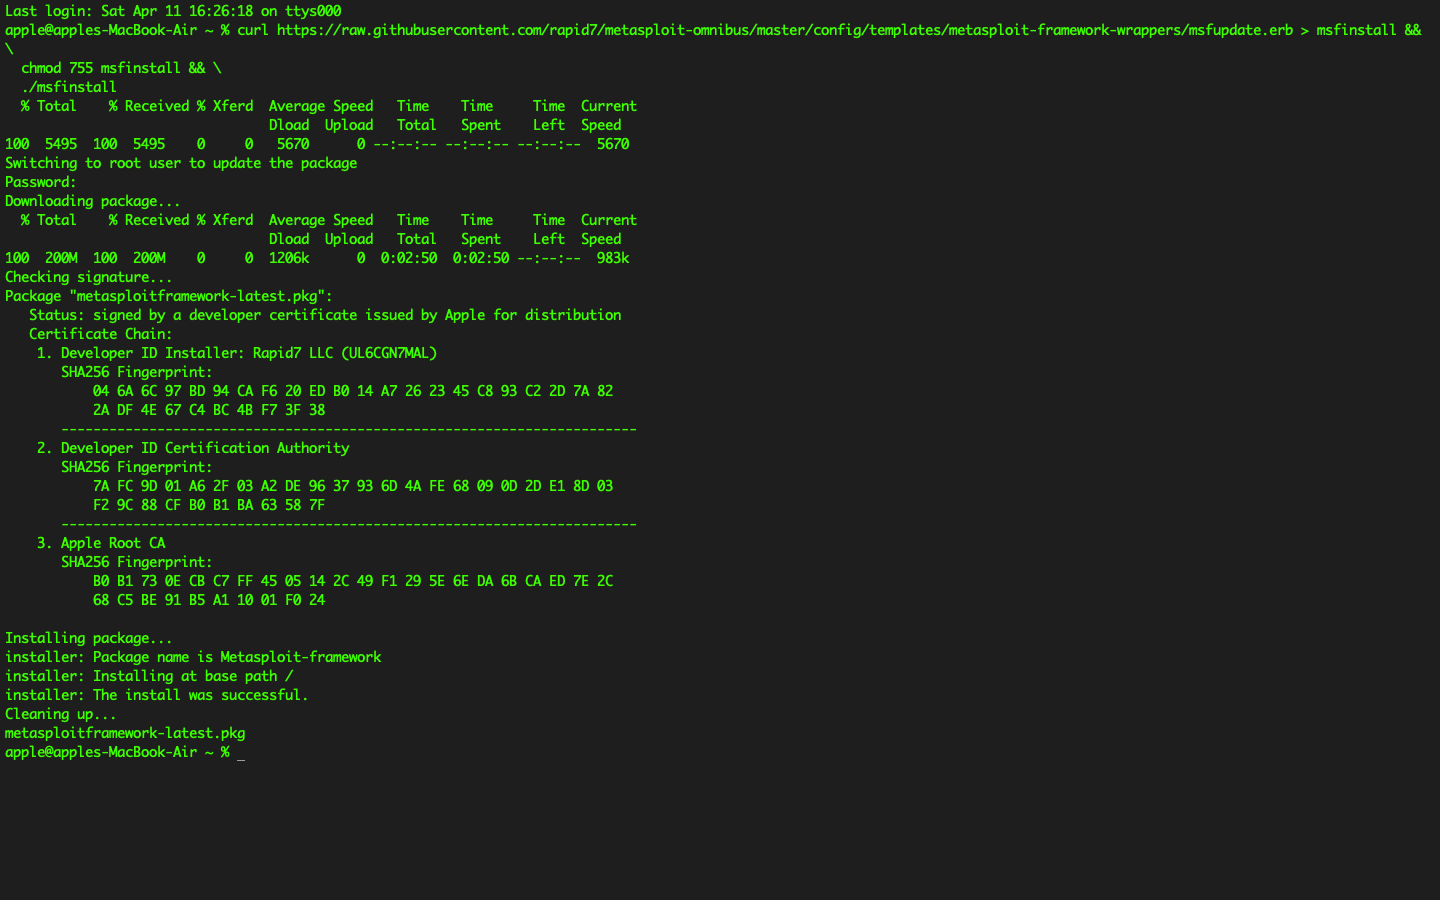 Last login: Sat Apr 11 16:26:18 on ttys000
apple@apples-MacBook-Air ~ % curl https://raw.githubusercontent.com/rapid7/metasploit-omnibus/master/config/templates/metasploit-framework-wrappers/msfupdate.erb > msfinstall &&
\
  chmod 755 msfinstall && \
  ./msfinstall
  % Total    % Received % Xferd  Average Speed   Time    Time     Time  Current
                                 Dload  Upload   Total   Spent    Left  Speed
100  5495  100  5495    0     0   5670      0 --:--:-- --:--:-- --:--:--  5670
Switching to root user to update the package
Password:
Downloading package...
  % Total    % Received % Xferd  Average Speed   Time    Time     Time  Current
                                 Dload  Upload   Total   Spent    Left  Speed
100  200M  100  200M    0     0  1206k      0  0:02:50  0:02:50 --:--:--  983k
Checking signature...
Package "metasploitframework-latest.pkg":
   Status: signed by a developer certificate issued by Apple for distribution
   Certificate Chain:
    1. Developer ID Installer: Rapid7 LLC (UL6CGN7MAL)
       SHA256 Fingerprint:
           04 6A 6C 97 BD 94 CA F6 20 ED B0 14 A7 26 23 45 C8 93 C2 2D 7A 82
           2A DF 4E 67 C4 BC 4B F7 3F 38
       ------------------------------------------------------------------------
    2. Developer ID Certification Authority
       SHA256 Fingerprint:
           7A FC 9D 01 A6 2F 03 A2 DE 96 37 93 6D 4A FE 68 09 0D 2D E1 8D 03
           F2 9C 88 CF B0 B1 BA 63 58 7F
       ------------------------------------------------------------------------
    3. Apple Root CA
       SHA256 Fingerprint:
           B0 B1 73 0E CB C7 FF 45 05 14 2C 49 F1 29 5E 6E DA 6B CA ED 7E 2C
           68 C5 BE 91 B5 A1 10 01 F0 24

Installing package...
installer: Package name is Metasploit-framework
installer: Installing at base path /
installer: The install was successful.
Cleaning up...
metasploitframework-latest.pkg
apple@apples-MacBook-Air ~ % _